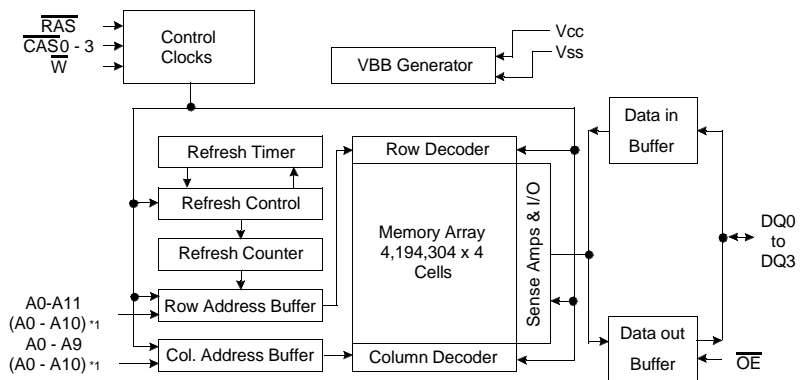 RAS
CAS0 - 3
W
Control
Clocks
VBB Generator
Vcc
Vss
Data in
Buffer
Refresh Timer
Row Decoder
Refresh Control
Refresh Counter
Memory Array
4,194,304 x 4
Cells
Sense Amps & I/O
DQ0
to
DQ3
A0-A11
(A0 - A10) *1
Row Address Buffer
A0 - A9
(A0 - A10) *1
Col. Address Buffer
Column Decoder
Data out
Buffer
OE